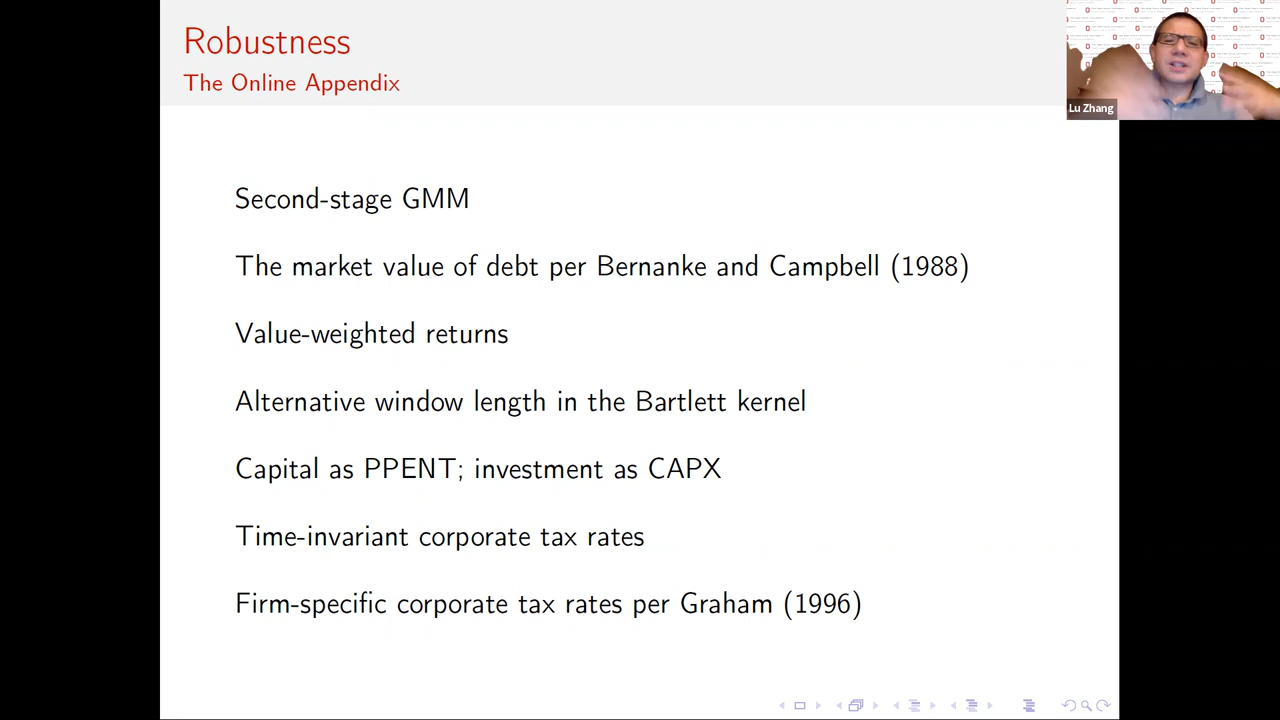 Robustness
The Online Appendix
Lu Zhang
Second-stage GMM
The market value of debt per Bernanke and Campbell (1988)
Value-weighted returns
Alternative window length in the Bartlett kernel
Capital as PPENT; investment as CAPX
Time-invariant corporate tax rates
Firm-specific corporate tax rates per Graham (1996)